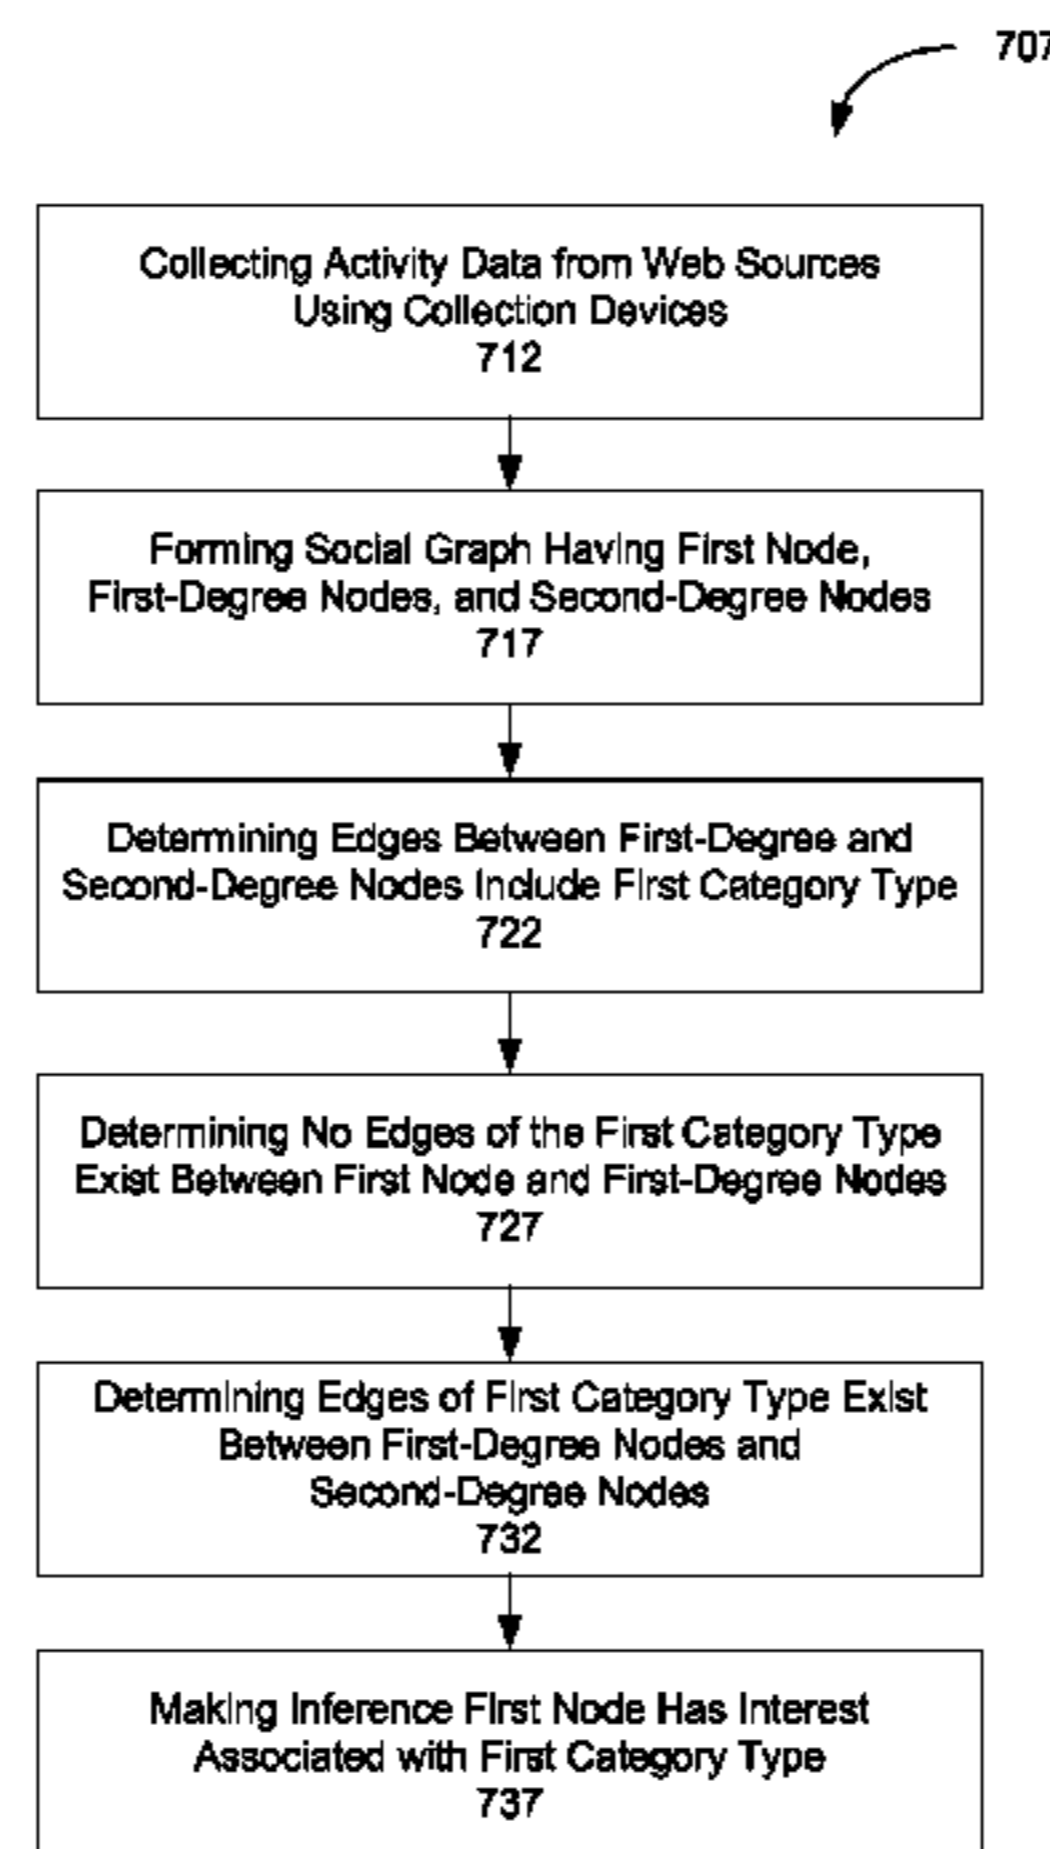 707
Collecting Activity Data from Web Sources
Using Collection Devices
712
Forming Social Graph Having First Node,
First-Degree Nodes, and Second-Degree Nodes
717
Determining Edges Between First-Degree and
Second-Degree Nodes Include First Category Type
722
Determining No Edges of the First Category Type
Exist Between First Node and First-Degree Nodes
727
Determining Edges of First Category Type Exist
Between First-Degree Nodes and
Second-Degree Nodes
732
Making Inference First Node Has Interest
Associated with First Category Type
737